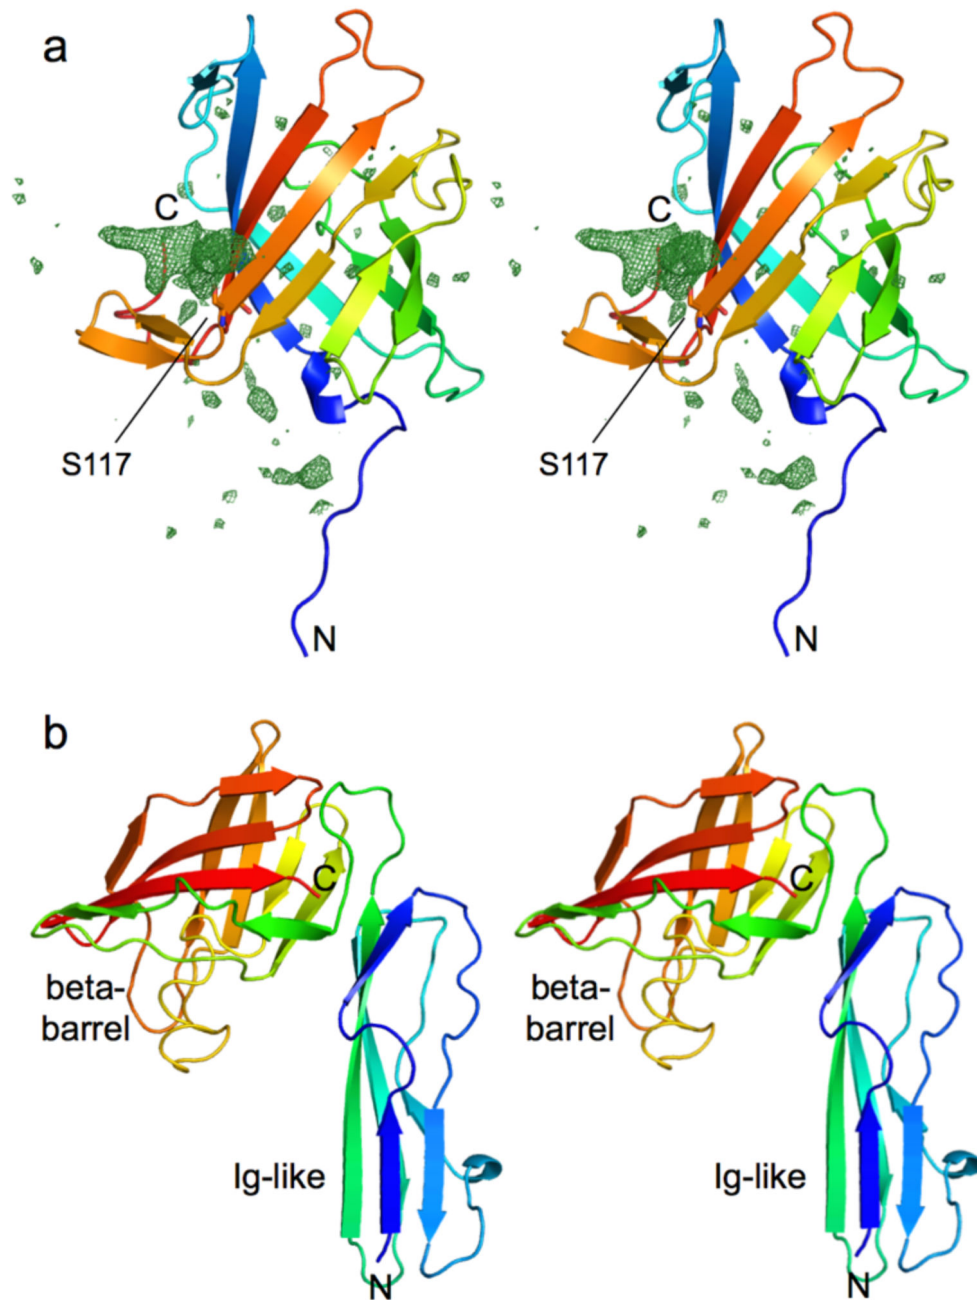 a
C C
S117 S117
N N
b
C C
beta- beta-
barrel barrel
Ig-like Ig-like
N N